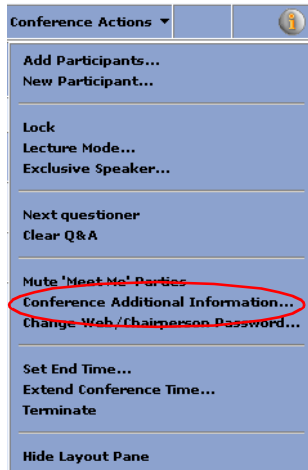 Conference Actions
Add Participants...
New Participant...
Lock
Lecture Mode...
Exclusive Speaker...
Next questioner
Clear Q&A
Mute 'Meet Me' Parties
Conference Additional Information...
Change Web/Chairperson Password...
Set End Time...
Extend Conference Time...
Terminate
Hide Layout Pane